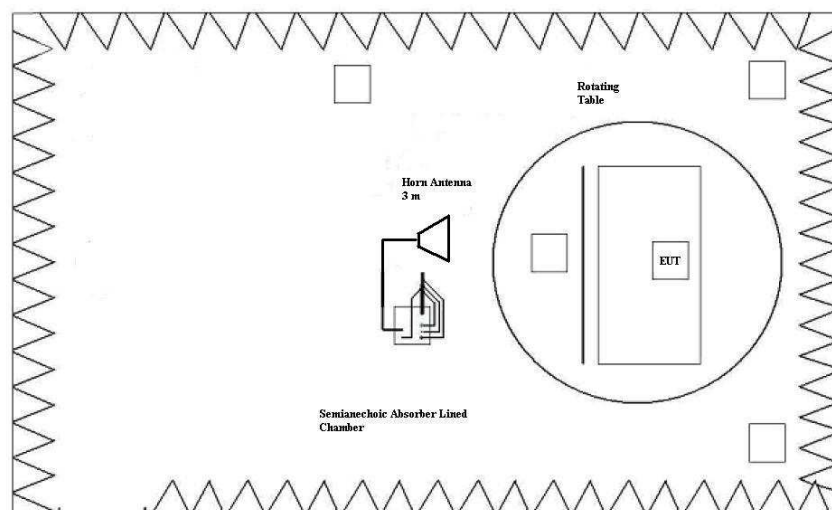 Rotating
Table
Horn Antenna
3 m
EUT
Semianechoic Absorber Lined
Chamber